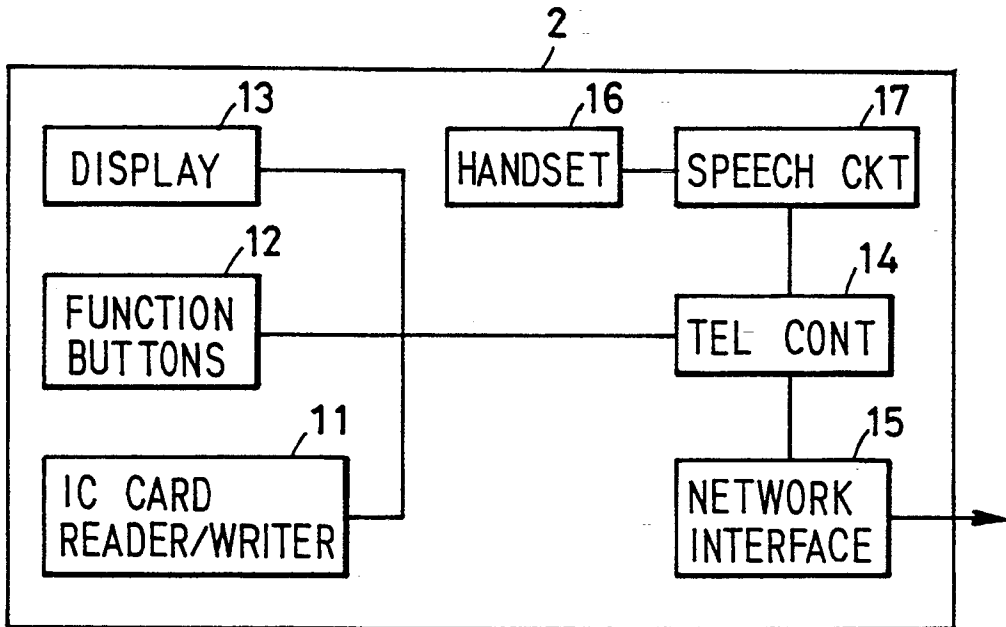 2
13
DISPLAY
16
HANDSET
17
SPEECH CKT
12
FUNCTION
BUTTONS
14
TEL CONT
11
IC CARD
READER/WRITER
15
NETWORK
INTERFACE